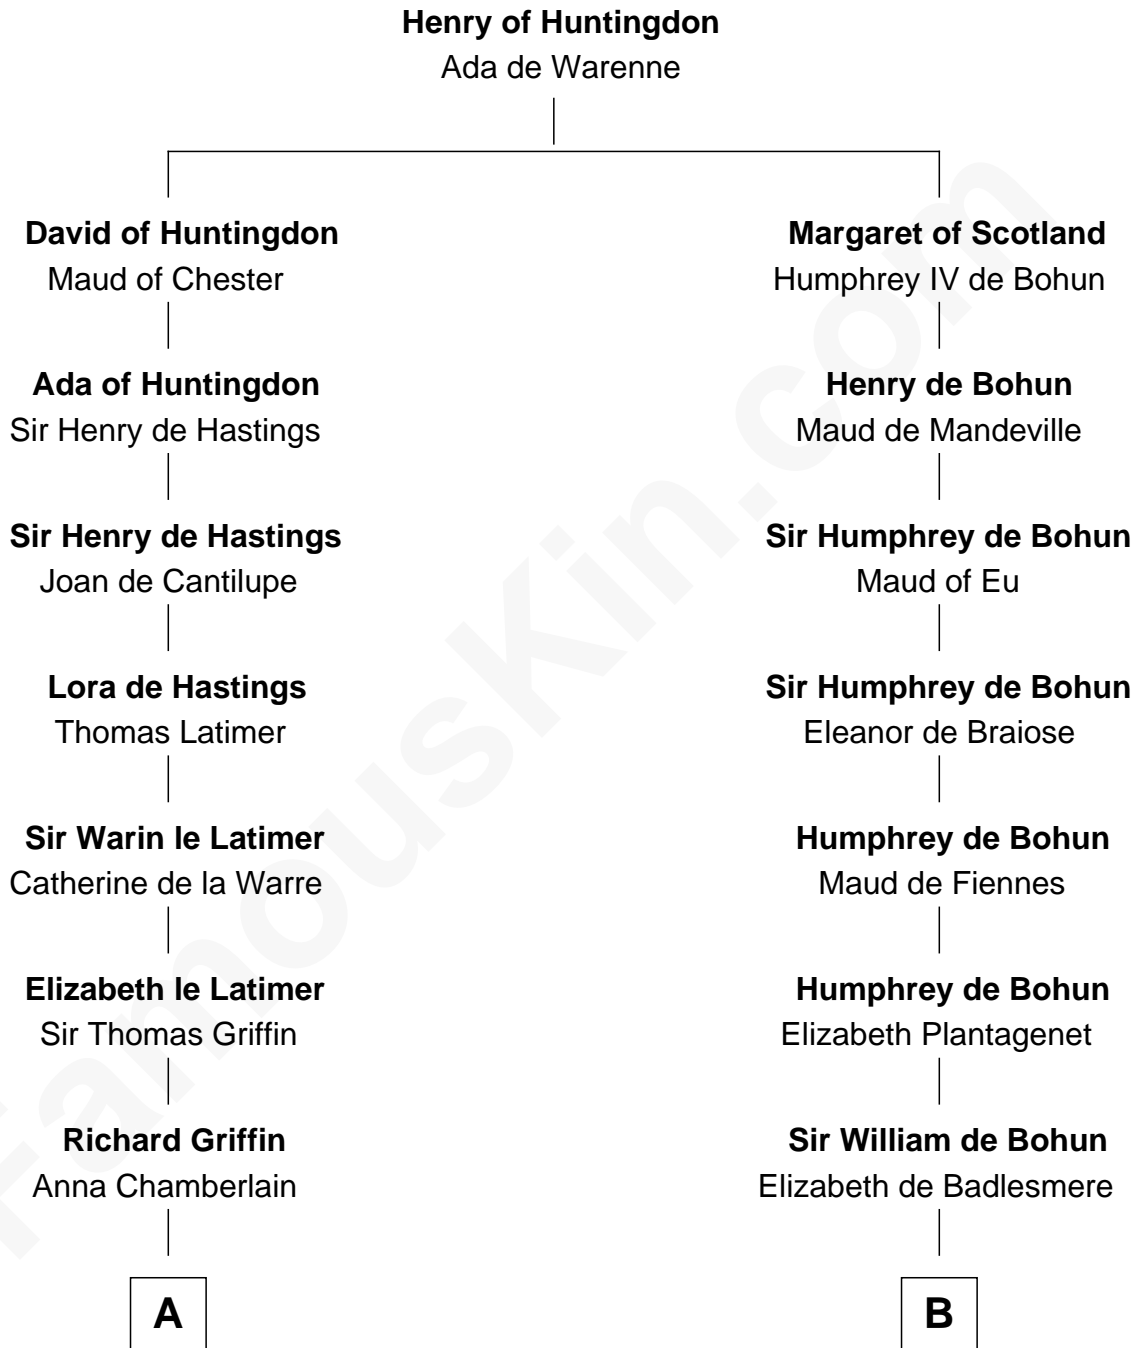 Henry of Huntingdon
Ada de Warenne
David of Huntingdon
Maud of Chester
Ada of Huntingdon
Sir Henry de Hastings
Sir Henry de Hastings
Joan de Cantilupe
Lora de Hastings
Thomas Latimer
Sir Warin le Latimer
Catherine de la Warre
Elizabeth le Latimer
Sir Thomas Griffin
Richard Griffin
Anna Chamberlain
A
Margaret of Scotland
Humphrey IV de Bohun
Henry de Bohun
Maud de Mandeville
Sir Humphrey de Bohun
Maud of Eu
Sir Humphrey de Bohun
Eleanor de Braiose
Humphrey de Bohun
Maud de Fiennes
Humphrey de Bohun
Elizabeth Plantagenet
Sir William de Bohun
Elizabeth de Badlesmere
B
FamousKin.com